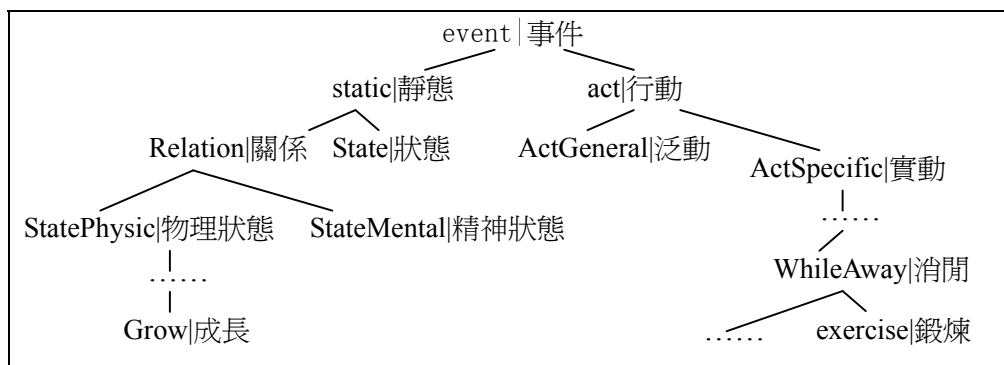 event|事件
static|靜態 act|行動
Relation|關係 State|狀態 ActGeneral|泛動 ActSpecific|實動
……
StatePhysic|物理狀態 StateMental|精神狀態
…… WhileAway|消閒
Grow|成長 …… exercise|鍛煉